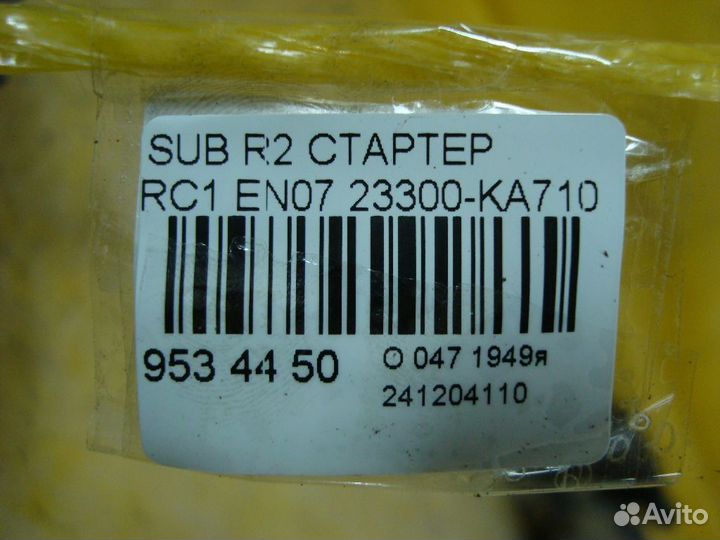 SUB R2 СТАРТЕР
RC1 EN07 23300-KA710
953 44 50
O 047 1949я
241204110
Avito